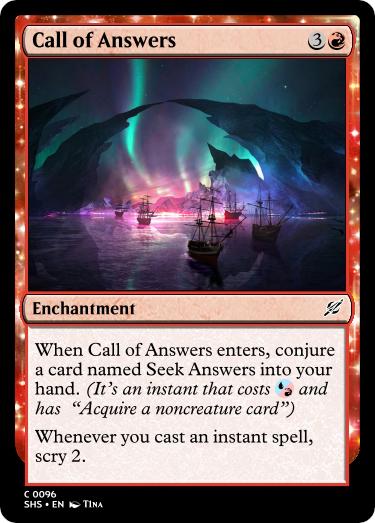 Call of Answers 3
Enchantment
When Call of Answers enters, conjure
a card named Seek Answers into your
hand. (It's an instant that costs and
has "Acquire a noncreature card")
Whenever you cast an instant spell,
scry 2.
C 0096
SHS • EN TINA